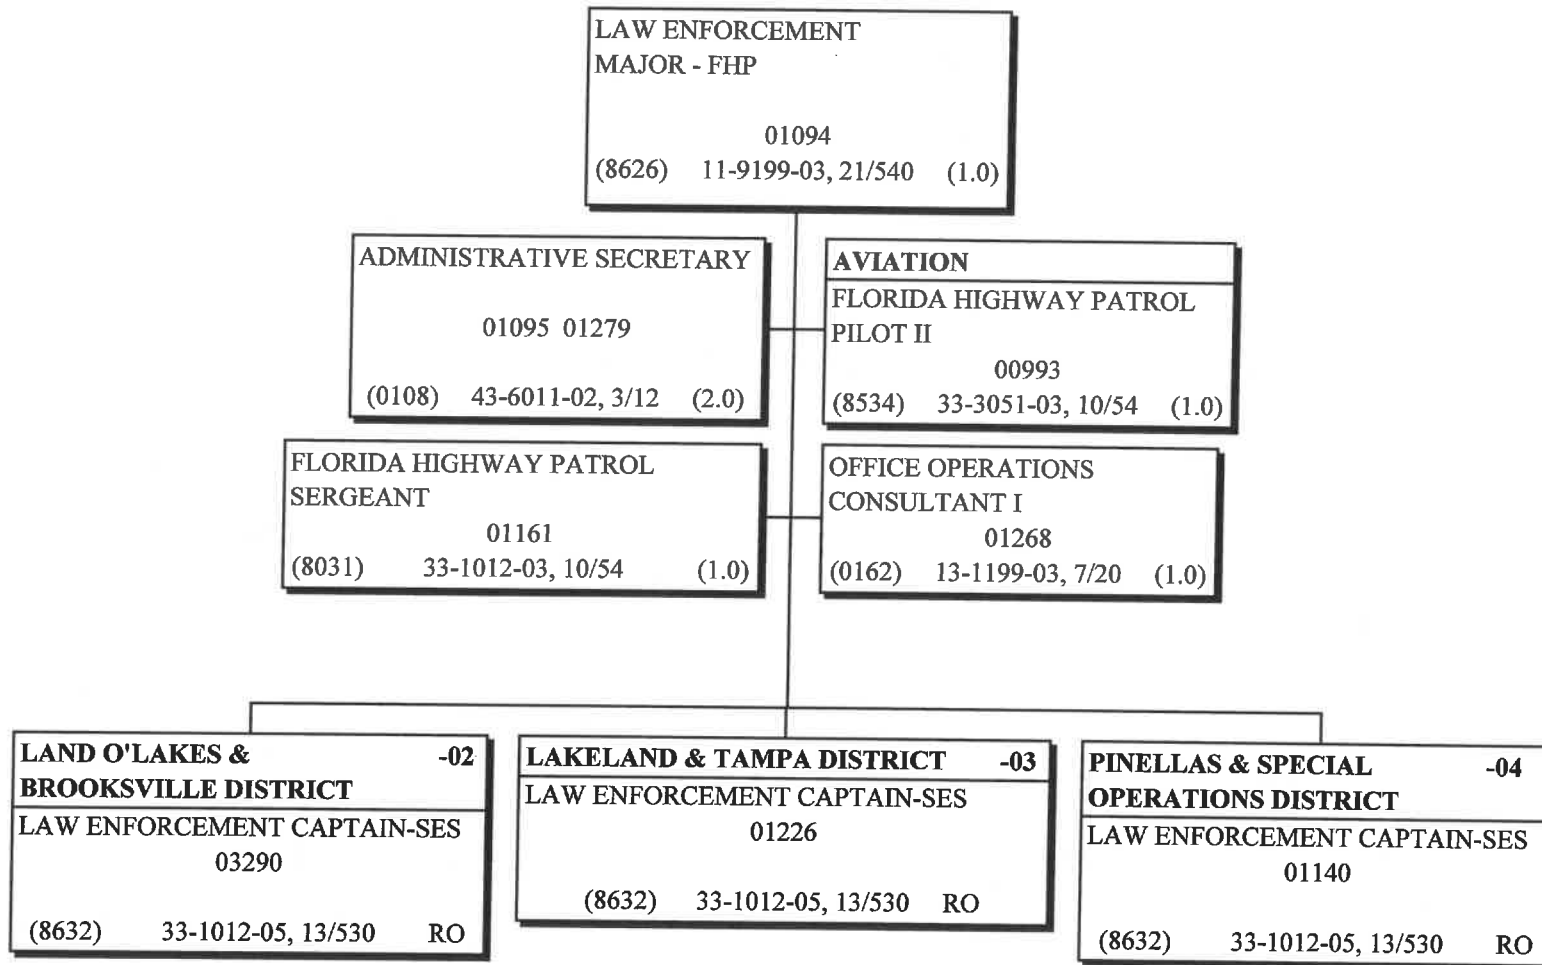 LAW ENFORCEMENT
MAJOR - FHP
01094
(8626) 11-9199-03, 21/540 (1.0)
ADMINISTRATIVE SECRETARY
01095 01279
(0108) 43-6011-02, 3/12 (2.0)
AVIATION
FLORIDA HIGHWAY PATROL
PILOT II
00993
(8534) 33-3051-03, 10/54 (1.0)
FLORIDA HIGHWAY PATROL
SERGEANT
01161
(8031) 33-1012-03, 10/54 (1.0)
OFFICE OPERATIONS
CONSULTANT I
01268
(0162) 13-1199-03, 7/20 (1.0)
LAND O'LAKES & -02
BROOKSVILLE DISTRICT
LAW ENFORCEMENT CAPTAIN-SES
03290
(8632) 33-1012-05, 13/530 RO
LAKELAND & TAMPA DISTRICT -03
LAW ENFORCEMENT CAPTAIN-SES
01226
(8632) 33-1012-05, 13/530 RO
PINELLAS & SPECIAL -04
OPERATIONS DISTRICT
LAW ENFORCEMENT CAPTAIN-SES
01140
(8632) 33-1012-05, 13/530 RO